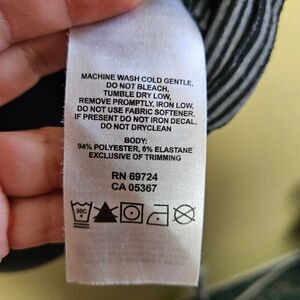 MACHINE WASH COLD GENTLE,
DO NOT BLEACH,
TUMBLE DRY LOW,
REMOVE PROMPTLY, IRON LOW,
DO NOT USE FABRIC SOFTENER,
IF PRESENT DO NOT IRON DECAL,
DO NOT DRYCLEAN
BODY:
94% POLYESTER, 6% ELASTANE
EXCLUSIVE OF TRIMMING
RN 69724
CA 05367
30C